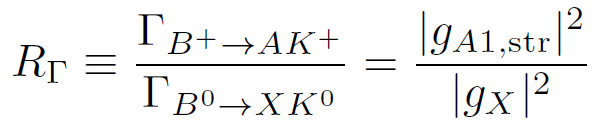 R_Γ ≡ Γ_{B^+→AK^+} / Γ_{B^0→XK^0} = |g_{A1,str}|^2 / |g_X|^2